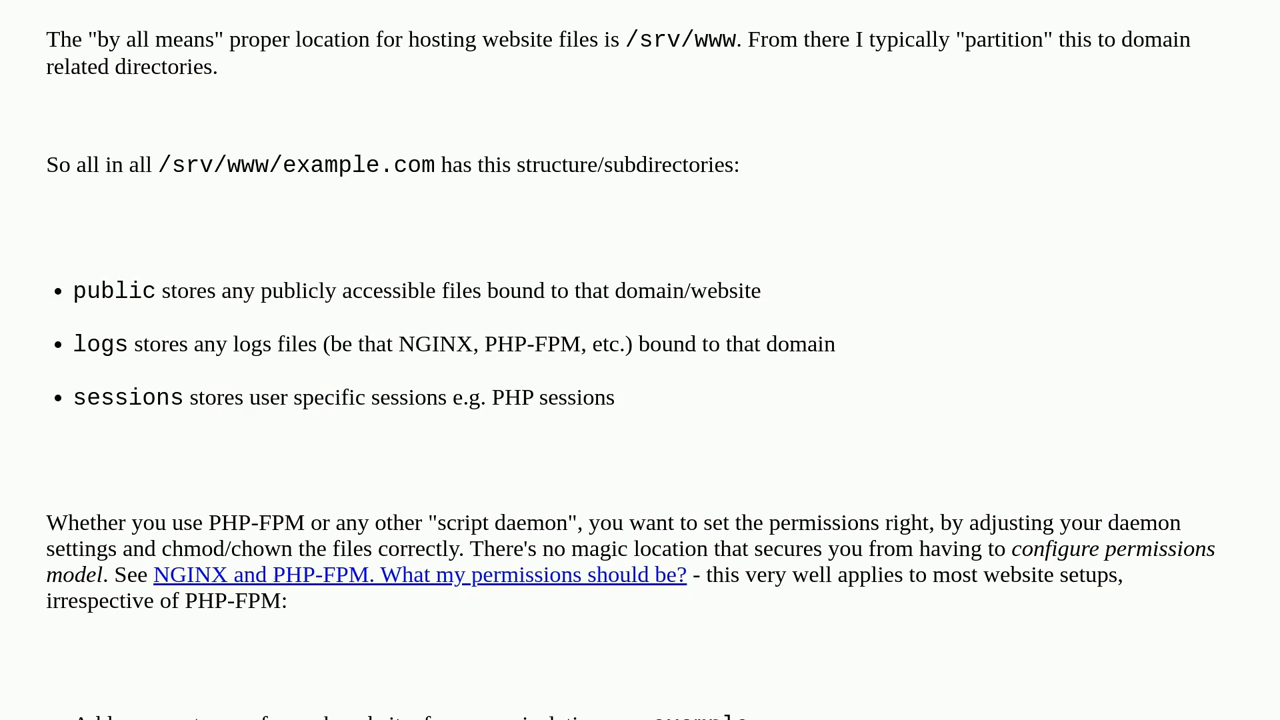 The "by all means" proper location for hosting website files is /srv/www. From there I typically "partition" this to domain
related directories.
So all in all /srv/www/example.com has this structure/subdirectories:
• public stores any publicly accessible files bound to that domain/website
• logs stores any logs files (be that NGINX, PHP-FPM, etc.) bound to that domain
• sessions stores user specific sessions e.g. PHP sessions
Whether you use PHP-FPM or any other "script daemon", you want to set the permissions right, by adjusting your daemon
settings and chmod/chown the files correctly. There's no magic location that secures you from having to configure permissions
model. See NGINX and PHP-FPM. What my permissions should be? - this very well applies to most website setups,
irrespective of PHP-FPM: